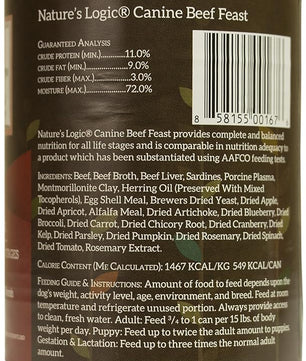 Nature's Logic® Canine Beef Feast
GUARANTEED ANALYSIS
CRUDE PROTEIN (MIN.)..............11.0%
CRUDE FAT (MIN.)....................9.0%
CRUDE FIBER (MAX.)................3.0%
MOISTURE (MAX.)...................72.0%
8 58155 00167 6
Nature's Logic® Canine Beef Feast provides complete and balanced
nutrition for all life stages and is comparable in nutrition adequacy to
a product which has been substantiated using AAFCO feeding tests.
INGREDIENTS: Beef, Beef Broth, Beef Liver, Sardines, Porcine Plasma,
Montmorillonite Clay, Herring Oil (Preserved With Mixed
Tocopherols), Egg Shell Meal, Brewers Dried Yeast, Dried Apple,
Dried Apricot, Alfalfa Meal, Dried Artichoke, Dried Blueberry, Dried
Broccoli, Dried Carrot, Dried Chicory Root, Dried Cranberry, Dried
Kelp, Dried Parsley, Dried Pumpkin, Dried Rosemary, Dried Spinach,
Dried Tomato, Rosemary Extract.
CALORIE CONTENT (ME CALCULATED): 1467 KCAL/KG 549 KCAL/CAN
FEEDING GUIDE & INSTRUCTIONS: Amount of food to feed depends upon the
dog's weight, activity level, age, environment, and breed. Feed at room
temperature and refrigerate unused portion. Always provide access
to clean, fresh water. Adult: Feed 3/4 to 1 can per 15 lbs. of body
weight per day. Puppy: Feed up to twice the adult amount to puppies.
Gestation & Lactation: Feed up to three times the normal adult
amount.